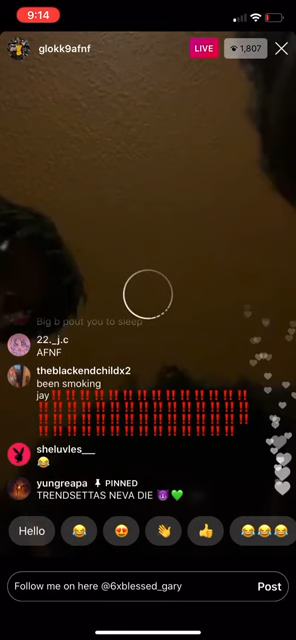 9:14
glokk9afnf
LIVE
1,807
Big b pout you to sleep
22._j.c
AFNF
theblackendchildx2
been smoking
jay‼️‼️‼️‼️‼️‼️‼️‼️‼️‼️‼️‼️‼️‼️
‼️‼️‼️‼️‼️‼️‼️‼️‼️‼️‼️‼️‼️‼️‼️
‼️‼️‼️‼️‼️‼️‼️‼️‼️‼️‼️‼️‼️‼️‼️
‼️‼️‼️‼️‼️‼️‼️‼️‼️‼️‼️‼️‼️‼️
sheluvles___
😂
yungreapa PINNED
TRENDSETTAS NEVA DIE 😈💚
Hello 😂 😍 👋 👍 😂😂😂
Follow me on here @6xblessed_gary Post